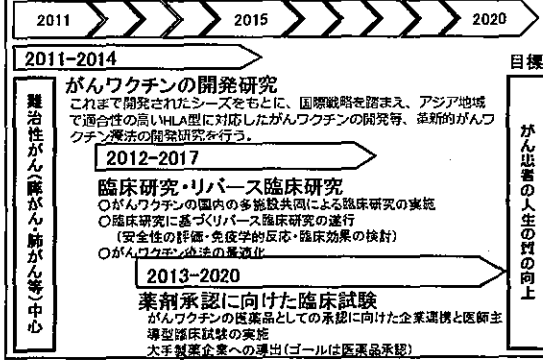 2011 2015 2020
2011-2014
目標
がんワクチンの開発研究
これまで開発されたシーズをもとに、国際戦略を踏まえ、アジア地域
で適合性の高いHLA型に対応したがんワクチンの開発等、革新的がんワ
クチン療法の開発研究を行う。
難治性がん(膵がん・肺がん等)中心
2012-2017
臨床研究・リバース臨床研究
○がんワクチンの国内の多施設共同による臨床研究の実施
○臨床研究に基づくリバース臨床研究の遂行
(安全性の評価・免疫学的反応・臨床効果の検討)
○がんワクチン療法の最適化
2013-2020
薬剤承認に向けた臨床試験
がんワクチンの医薬品としての承認に向けた企業連携と医師主
導型臨床試験の実施
大手製薬企業への導出(ゴールは医薬品承認)
がん患者の人生の質の向上